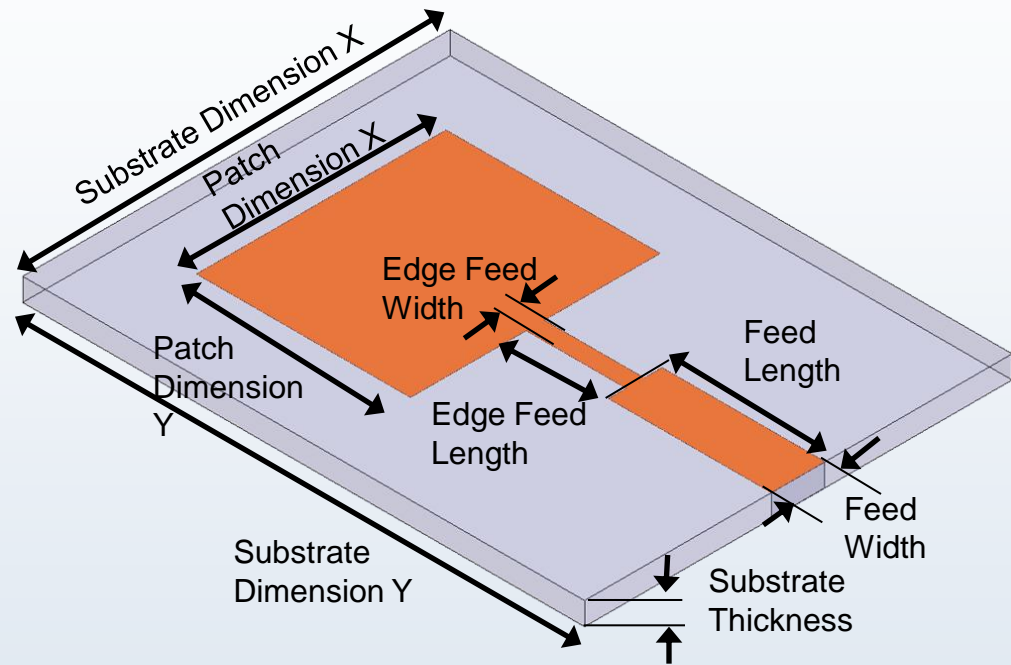 Substrate Dimension X
Patch
Dimension X
Edge Feed
Width
Feed
Length
Patch
Dimension
Y
Edge Feed
Length
Feed
Width
Substrate
Dimension Y
Substrate
Thickness